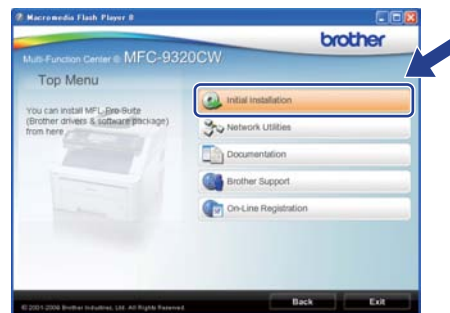 Macromedia Flash Player 8
brother
Multi-Function Center® MFC-9320CW
Top Menu
You can install MFL-Pro Suite
(Brother drivers & software package)
from here.
Initial Installation
Network Utilities
Documentation
Brother Support
On-Line Registration
© 2001-2008 Brother Industries, Ltd. All Rights Reserved.
Back
Exit